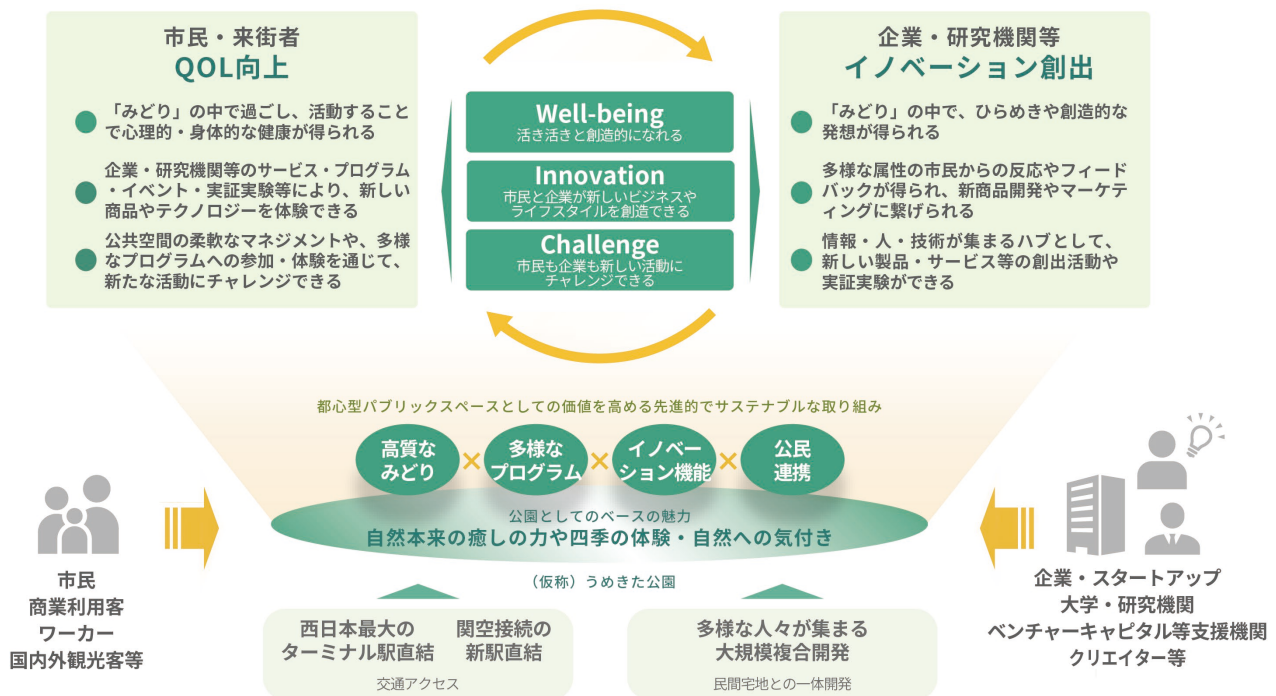 市民・来街者
QOL向上
「みどり」の中で過ごし、活動すること
で心理的・身体的な健康が得られる
企業・研究機関等のサービス・プログラム
・イベント・実証実験等により、新しい
商品やテクノロジーを体験できる
公共空間の柔軟なマネジメントや、多様
なプログラムへの参加・体験を通じて、
新たな活動にチャレンジできる
Well-being
活き活きと創造的になれる
Innovation
市民と企業が新しいビジネスや
ライフスタイルを創造できる
Challenge
市民も企業も新しい活動に
チャレンジできる
企業・研究機関等
イノベーション創出
「みどり」の中で、ひらめきや創造的な
発想が得られる
多様な属性の市民からの反応やフィード
バックが得られ、新商品開発やマーケテ
ィングに繋げられる
情報・人・技術が集まるハブとして、
新しい製品・サービス等の創出活動や
実証実験ができる
都心型パブリックスペースとしての価値を高める先進的でサステナブルな取り組み
高質な
みどり
×
多様な
プログラム
×
イノベー
ション機能
×
公民
連携
公園としてのベースの魅力
自然本来の癒しの力や四季の体験・自然への気付き
（仮称）うめきた公園
市民
商業利用客
ワーカー
国内外観光客等
西日本最大の
ターミナル駅直結
関空接続の
新駅直結
交通アクセス
多様な人々が集まる
大規模複合開発
民間宅地との一体開発
企業・スタートアップ
大学・研究機関
ベンチャーキャピタル等支援機関
クリエイター等